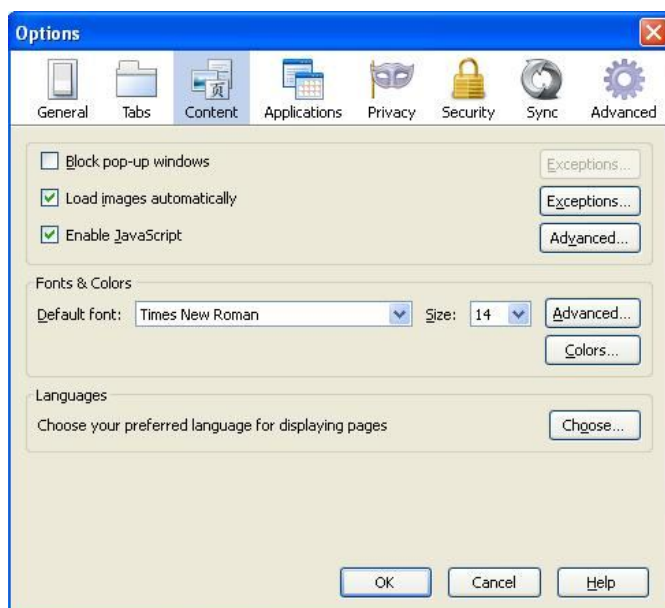 Options
General Tabs Content Applications Privacy Security Sync Advanced
页
Block pop-up windows Exceptions...
Load images automatically Exceptions...
Enable JavaScript Advanced...
Fonts & Colors
Default font: Times New Roman Size: 14 Advanced...
Colors...
Languages
Choose your preferred language for displaying pages Choose...
OK Cancel Help